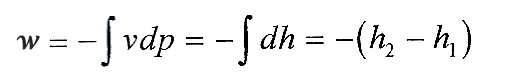 w = −∫ vdp = −∫ dh = −(h₂ − h₁)